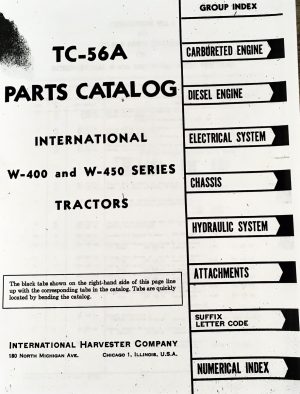 GROUP INDEX
TC-56A
PARTS CATALOG
INTERNATIONAL
W-400 and W-450 SERIES
TRACTORS
The black tabs shown on the right-hand side of this page line
up with the corresponding tabs in the catalog. Tabs are quickly
located by bending the catalog.
INTERNATIONAL HARVESTER COMPANY
180 NORTH MICHIGAN AVE. CHICAGO 1, ILLINOIS, U.S.A.
CARBURETED ENGINE
DIESEL ENGINE
ELECTRICAL SYSTEM
CHASSIS
HYDRAULIC SYSTEM
ATTACHMENTS
SUFFIX
LETTER CODE
NUMERICAL INDEX